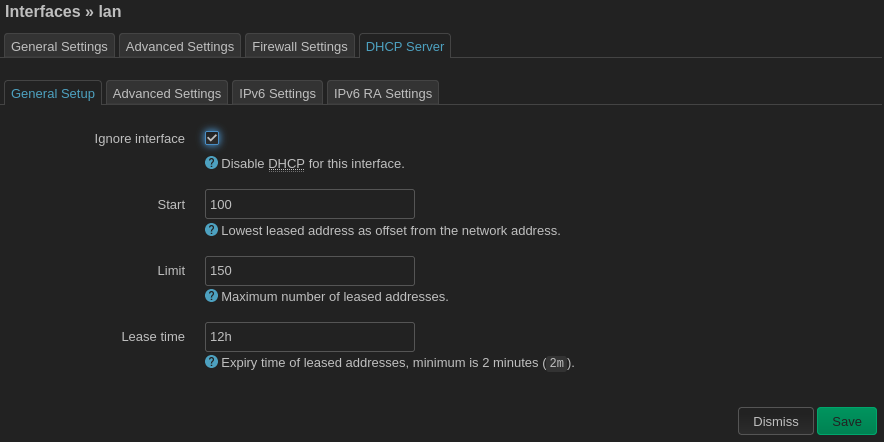 Interfaces » lan
General Settings Advanced Settings Firewall Settings DHCP Server
General Setup Advanced Settings IPv6 Settings IPv6 RA Settings
Ignore interface
? Disable DHCP for this interface.
Start 100
? Lowest leased address as offset from the network address.
Limit 150
? Maximum number of leased addresses.
Lease time 12h
? Expiry time of leased addresses, minimum is 2 minutes (2m).
Dismiss Save